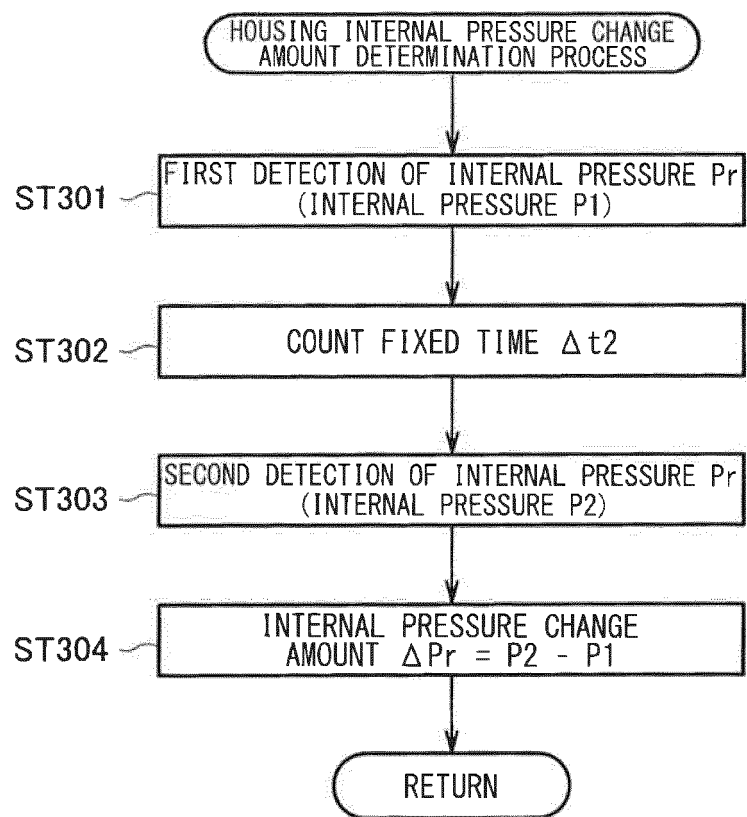 HOUSING INTERNAL PRESSURE CHANGE
AMOUNT DETERMINATION PROCESS
ST301
FIRST DETECTION OF INTERNAL PRESSURE Pr
(INTERNAL PRESSURE P1)
ST302
COUNT FIXED TIME Δt2
ST303
SECOND DETECTION OF INTERNAL PRESSURE Pr
(INTERNAL PRESSURE P2)
ST304
INTERNAL PRESSURE CHANGE
AMOUNT ΔPr = P2 - P1
RETURN